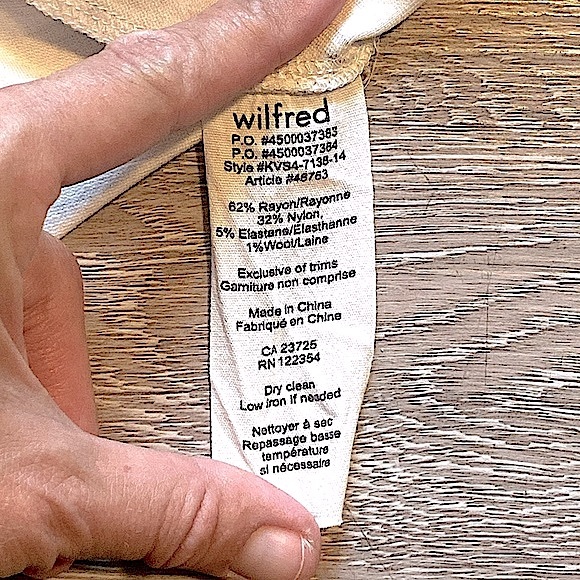 wilfred
P.O. #4500037383
P.O. #4500037384
Style #KVS4-7138-14
Article #48763
62% Rayon/Rayonne
32% Nylon,
5% Elastane/Elasthanne
1%Wool/Laine
Exclusive of trims
Garniture non comprise
Made in China
Fabriqué en Chine
CA 23725
RN 122354
Dry clean
Low iron if needed
Nettoyer à sec
Repassage basse
température
si nécessaire